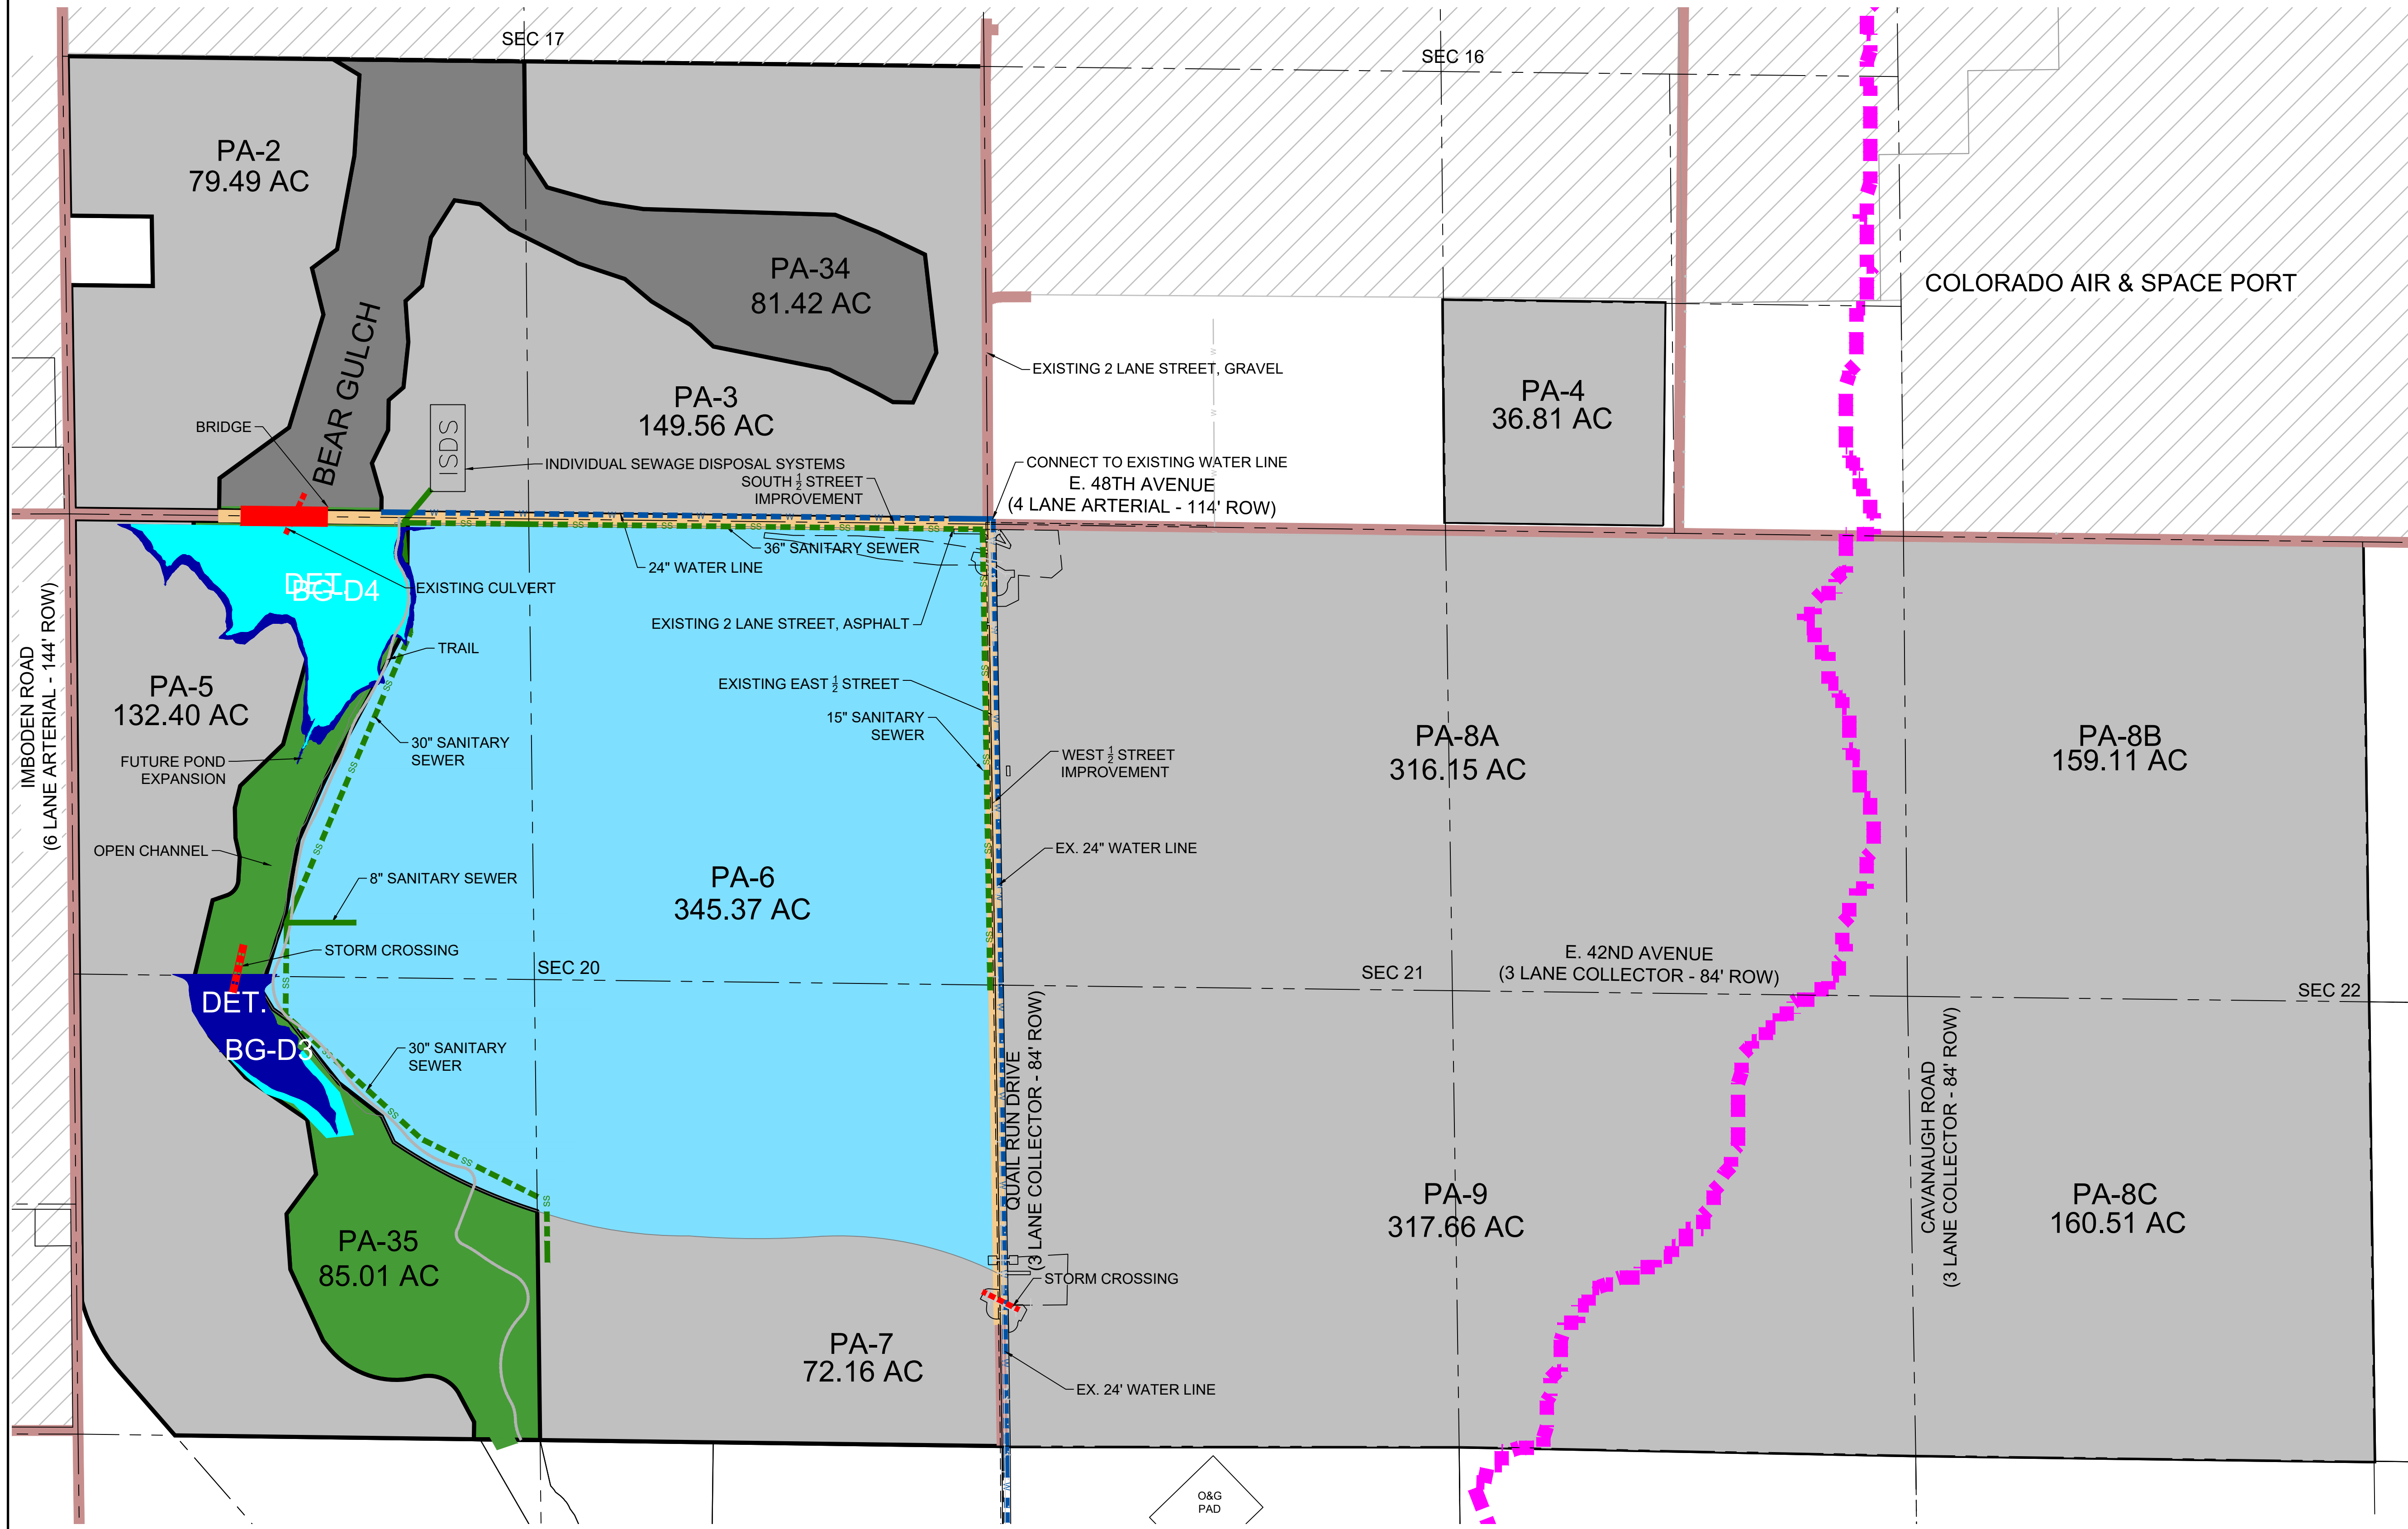 SEC 17
SEC 16
PA-2
79.49 AC
PA-34
81.42 AC
COLORADO AIR & SPACE PORT
BEAR GULCH
EXISTING 2 LANE STREET, GRAVEL
PA-3
149.56 AC
PA-4
36.81 AC
BRIDGE
ISDS
INDIVIDUAL SEWAGE DISPOSAL SYSTEMS
SOUTH 1/2 STREET
IMPROVEMENT
CONNECT TO EXISTING WATER LINE
E. 48TH AVENUE
(4 LANE ARTERIAL - 114' ROW)
36" SANITARY SEWER
24" WATER LINE
DET.
BG-D4
EXISTING CULVERT
EXISTING 2 LANE STREET, ASPHALT
TRAIL
IMBODEN ROAD
(6 LANE ARTERIAL - 144' ROW)
PA-5
132.40 AC
EXISTING EAST 1/2 STREET
15" SANITARY
SEWER
30" SANITARY
SEWER
FUTURE POND
EXPANSION
WEST 1/2 STREET
IMPROVEMENT
PA-8A
316.15 AC
PA-8B
159.11 AC
OPEN CHANNEL
EX. 24" WATER LINE
8" SANITARY SEWER
PA-6
345.37 AC
STORM CROSSING
SEC 20
SEC 21
E. 42ND AVENUE
(3 LANE COLLECTOR - 84' ROW)
SEC 22
DET.
BG-D3
30" SANITARY
SEWER
QUAIL RUN DRIVE
(3 LANE COLLECTOR - 84' ROW)
CAVANAUGH ROAD
(3 LANE COLLECTOR - 84' ROW)
PA-9
317.66 AC
PA-8C
160.51 AC
PA-35
85.01 AC
STORM CROSSING
PA-7
72.16 AC
EX. 24' WATER LINE
O&G
PAD